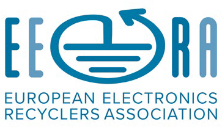 EERA
EUROPEAN ELECTRONICS
RECYCLERS ASSOCIATION